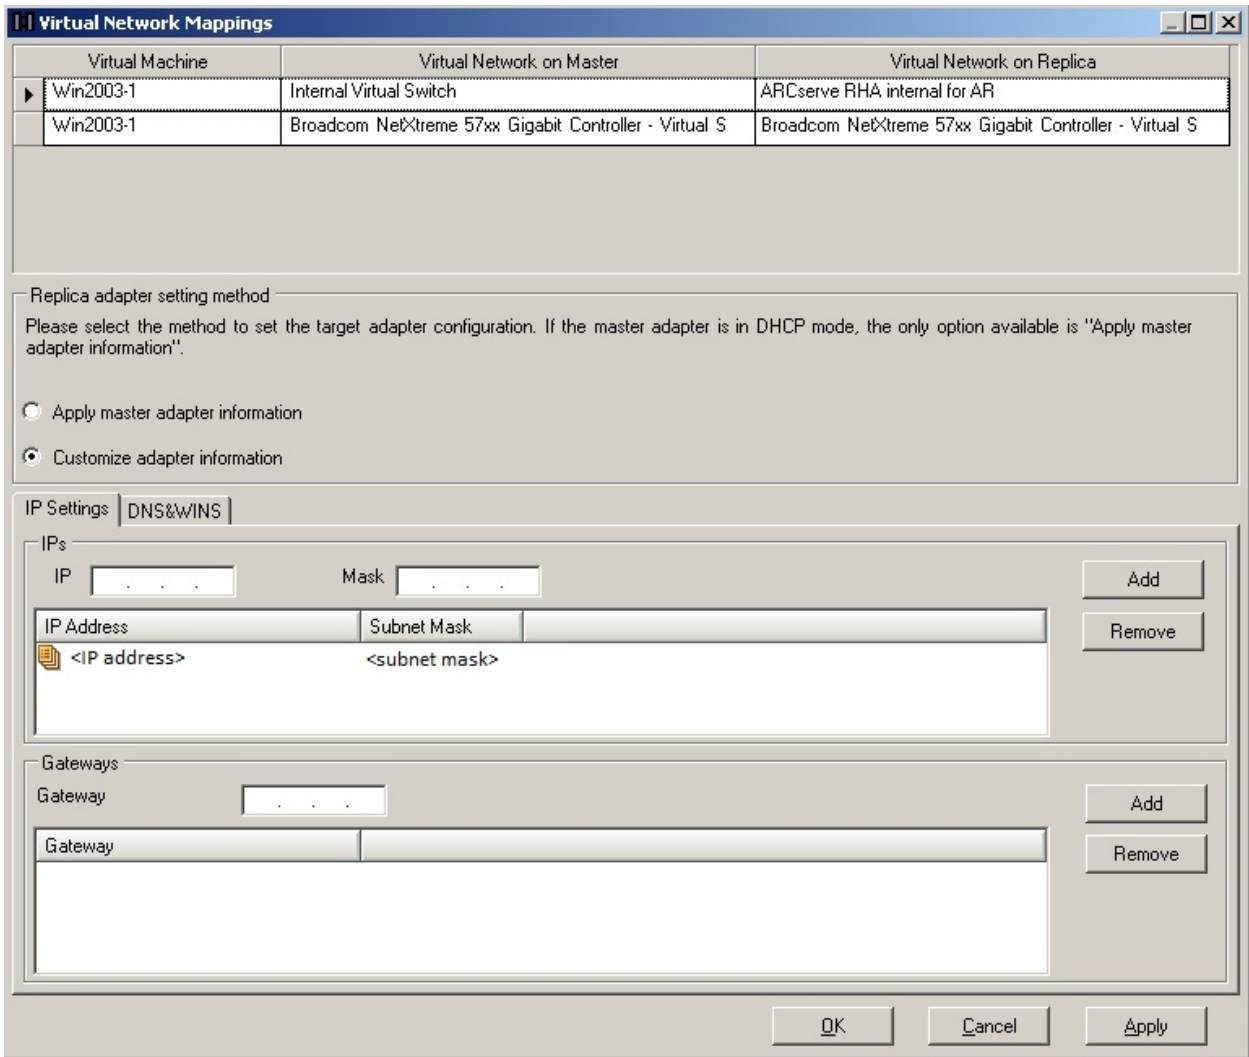 Virtual Network Mappings
Virtual Machine Virtual Network on Master Virtual Network on Replica
Win2003-1 Internal Virtual Switch ARCserve RHA internal for AR
Win2003-1 Broadcom NetXtreme 57xx Gigabit Controller - Virtual S Broadcom NetXtreme 57xx Gigabit Controller - Virtual S
Replica adapter setting method
Please select the method to set the target adapter configuration. If the master adapter is in DHCP mode, the only option available is "Apply master
adapter information".
Apply master adapter information
Customize adapter information
IP Settings DNS&WINS
IPs
IP . . . Mask . . . Add
IP Address Subnet Mask Remove
<IP address> <subnet mask>
Gateways
Gateway . . . Add
Gateway Remove
OK Cancel Apply